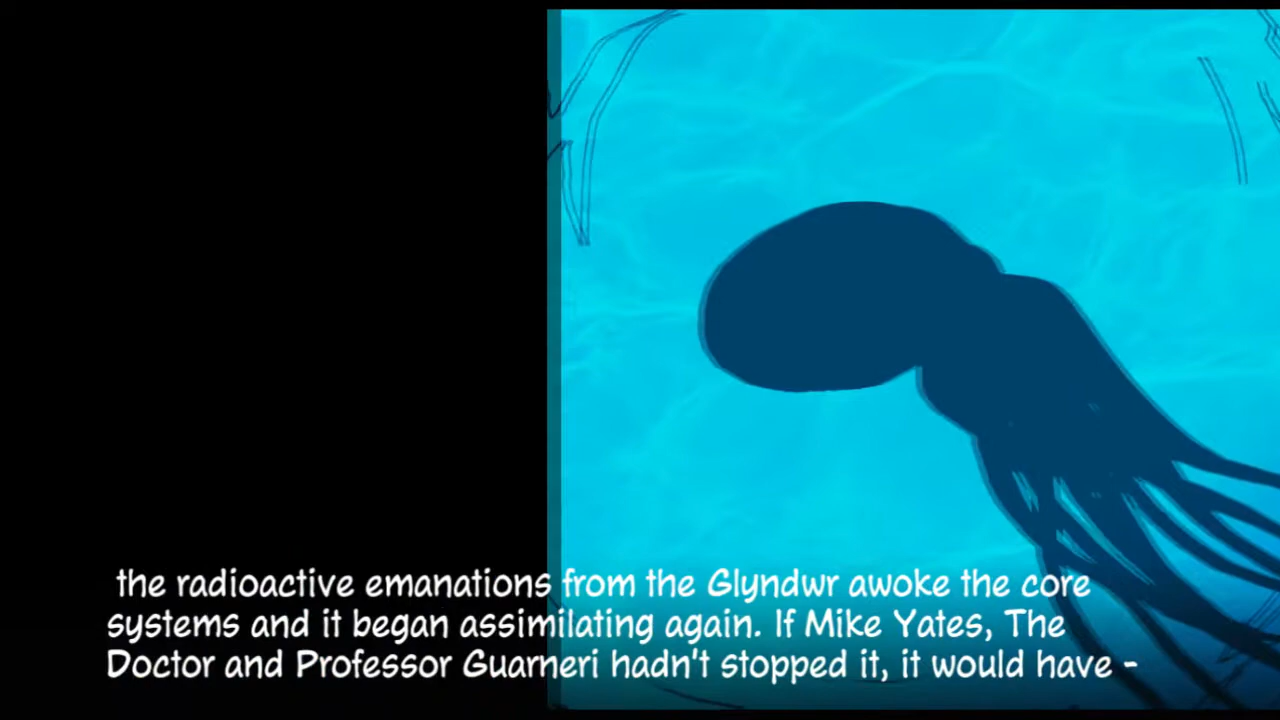 the radioactive emanations from the Glyndwr awoke the core
systems and it began assimilating again. If Mike Yates, The
Doctor and Professor Guarneri hadn't stopped it, it would have -